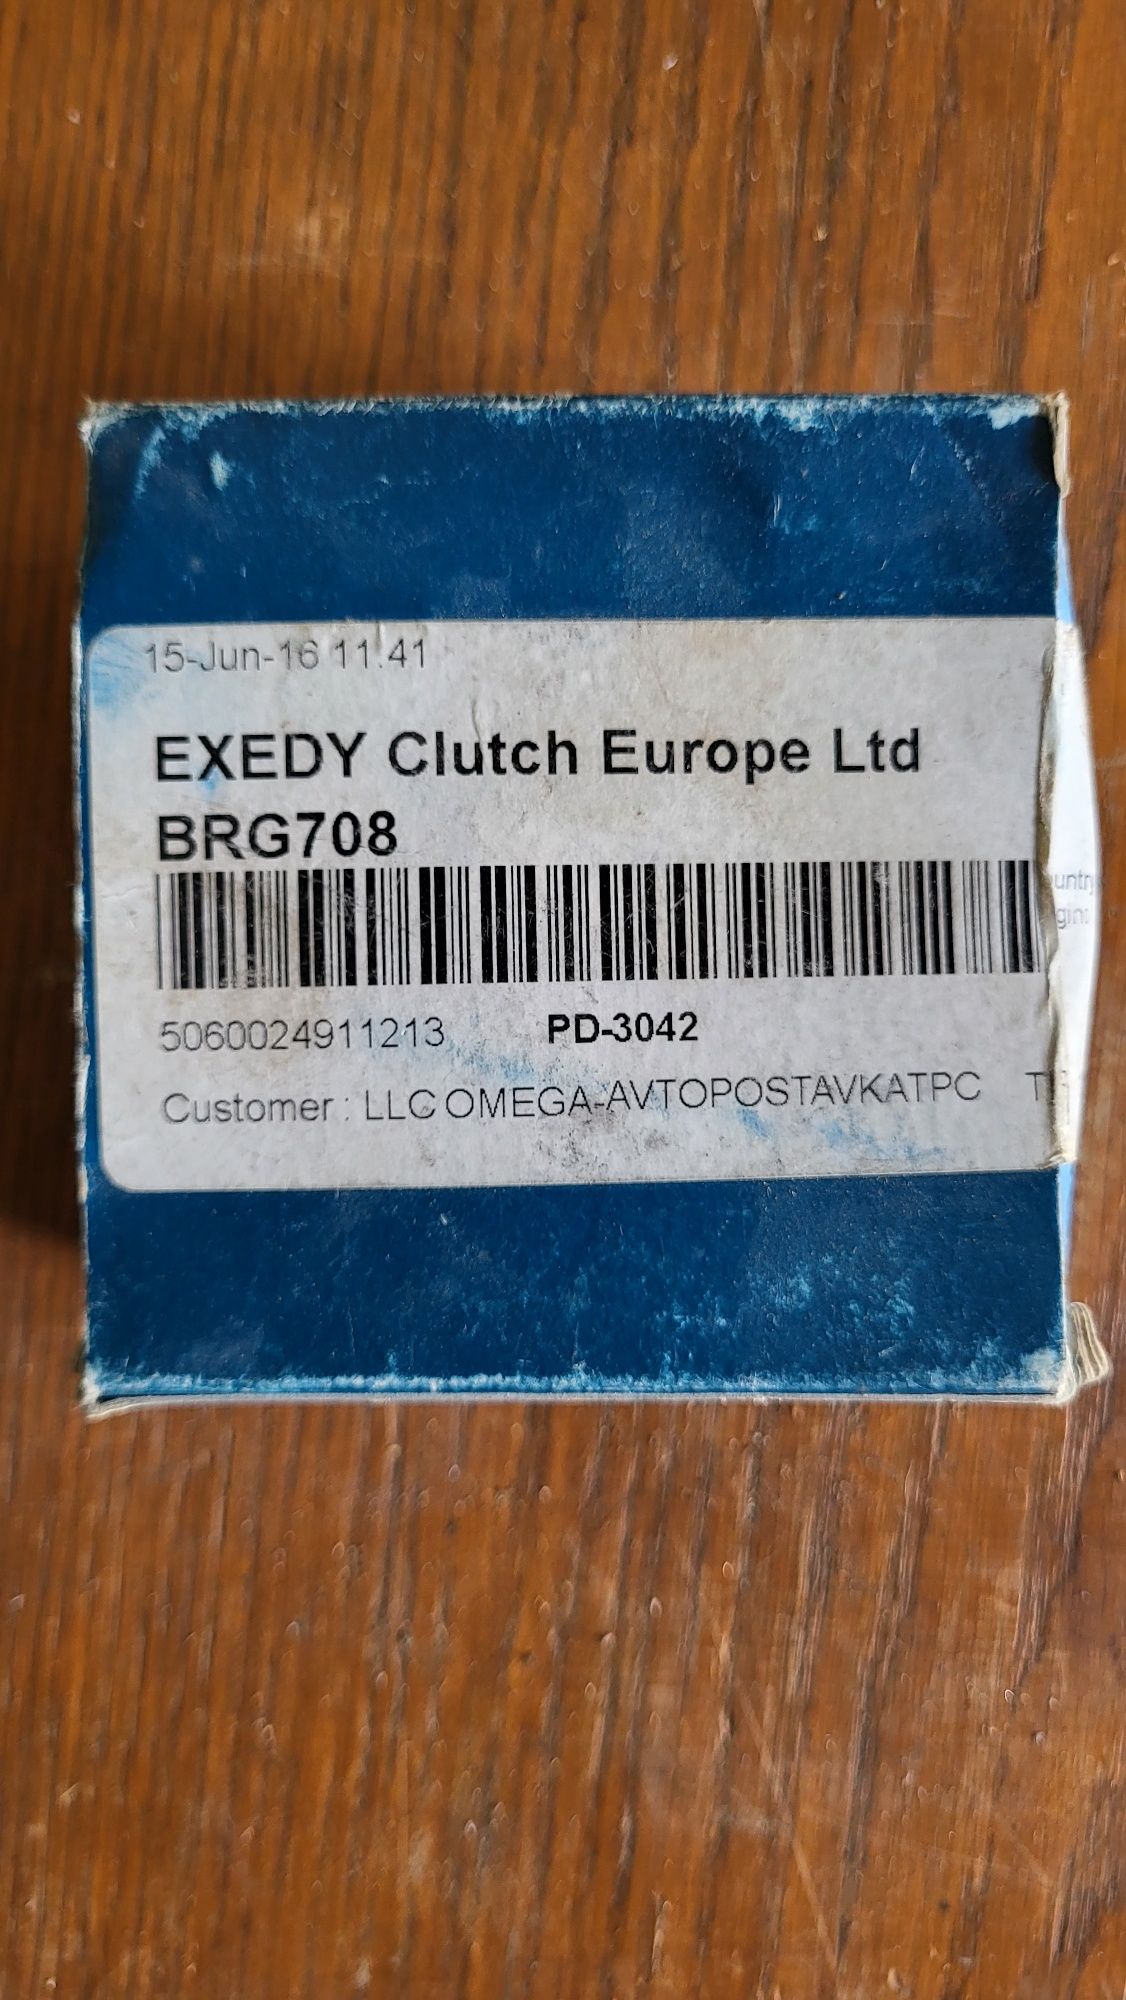 15-Jun-16 11:41
EXEDY Clutch Europe Ltd
BRG708
5060024911213 PD-3042
Customer : LLC OMEGA-AVTOPOSTAVKATPC